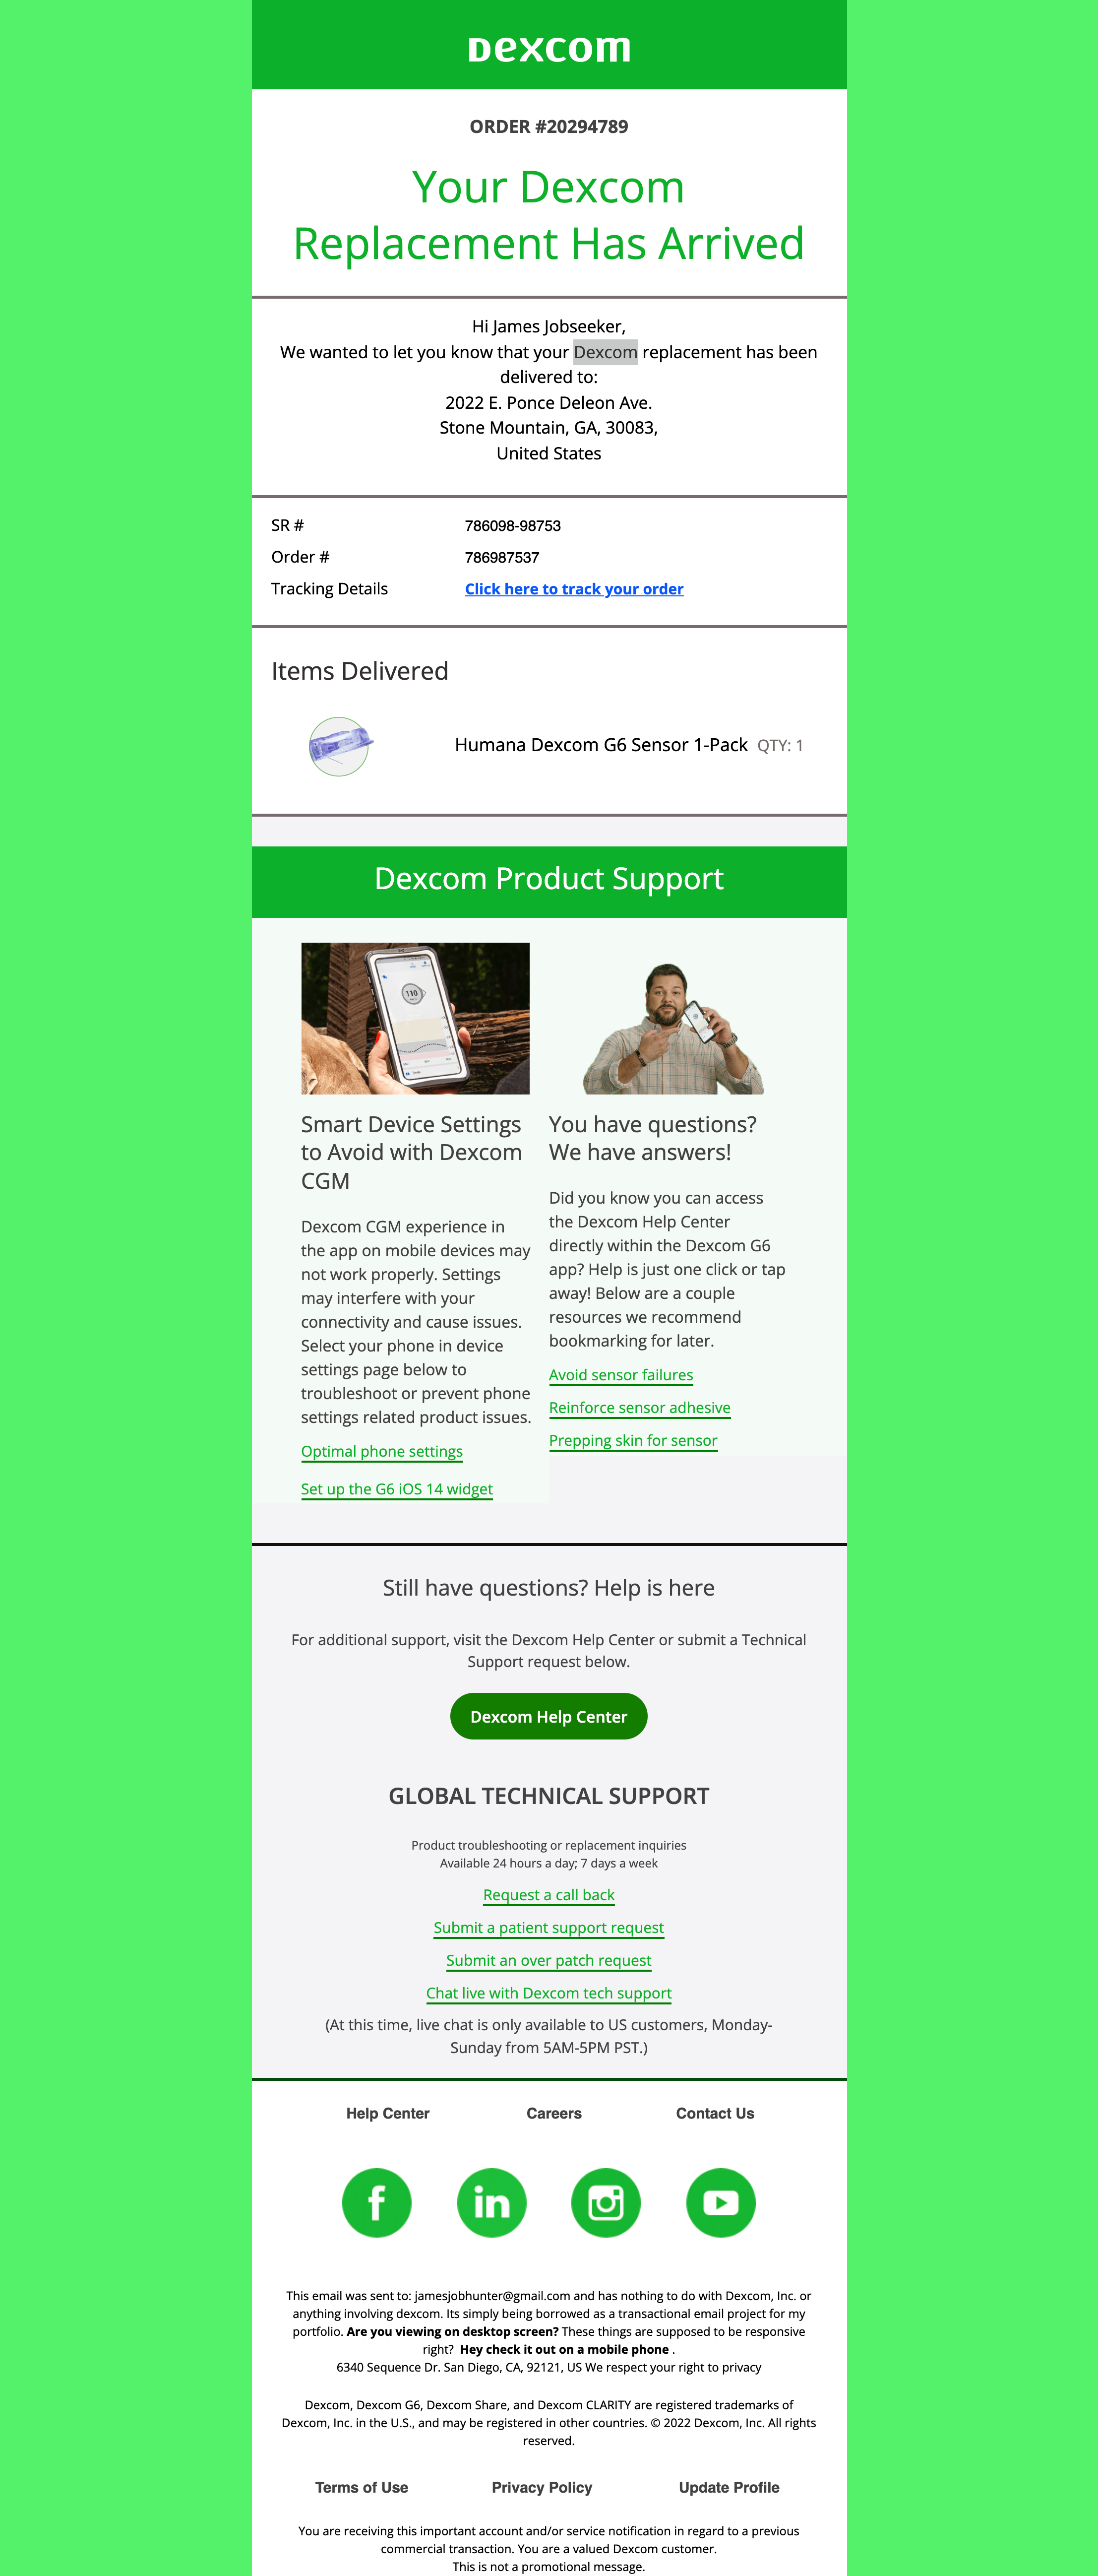 Dexcom
ORDER #20294789
Your Dexcom
Replacement Has Arrived
Hi James Jobseeker,
We wanted to let you know that your Dexcom replacement has been
delivered to:
2022 E. Ponce Deleon Ave.
Stone Mountain, GA, 30083,
United States
SR # 786098-98753
Order # 786987537
Tracking Details Click here to track your order
Items Delivered
Humana Dexcom G6 Sensor 1-Pack QTY: 1
Dexcom Product Support
110
Smart Device Settings
to Avoid with Dexcom
CGM
Dexcom CGM experience in
the app on mobile devices may
not work properly. Settings
may interfere with your
connectivity and cause issues.
Select your phone in device
settings page below to
troubleshoot or prevent phone
settings related product issues.
Optimal phone settings
Set up the G6 iOS 14 widget
You have questions?
We have answers!
Did you know you can access
the Dexcom Help Center
directly within the Dexcom G6
app? Help is just one click or tap
away! Below are a couple
resources we recommend
bookmarking for later.
Avoid sensor failures
Reinforce sensor adhesive
Prepping skin for sensor
Still have questions? Help is here
For additional support, visit the Dexcom Help Center or submit a Technical
Support request below.
Dexcom Help Center
GLOBAL TECHNICAL SUPPORT
Product troubleshooting or replacement inquiries
Available 24 hours a day; 7 days a week
Request a call back
Submit a patient support request
Submit an over patch request
Chat live with Dexcom tech support
(At this time, live chat is only available to US customers, Monday-
Sunday from 5AM-5PM PST.)
Help Center Careers Contact Us
f in
This email was sent to: jamesjobhunter@gmail.com and has nothing to do with Dexcom, Inc. or
anything involving dexcom. Its simply being borrowed as a transactional email project for my
portfolio. Are you viewing on desktop screen? These things are supposed to be responsive
right? Hey check it out on a mobile phone .
6340 Sequence Dr. San Diego, CA, 92121, US We respect your right to privacy
Dexcom, Dexcom G6, Dexcom Share, and Dexcom CLARITY are registered trademarks of
Dexcom, Inc. in the U.S., and may be registered in other countries. © 2022 Dexcom, Inc. All rights
reserved.
Terms of Use Privacy Policy Update Profile
You are receiving this important account and/or service notification in regard to a previous
commercial transaction. You are a valued Dexcom customer.
This is not a promotional message.